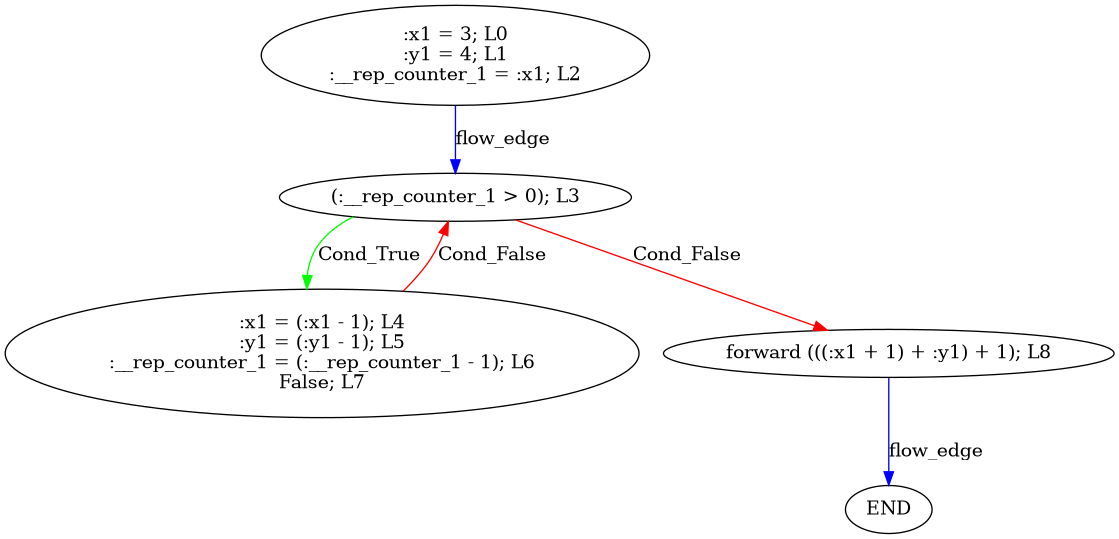 :x1 = 3; L0
:y1 = 4; L1
:__rep_counter_1 = :x1; L2
flow_edge
(:__rep_counter_1 > 0); L3
Cond_True
Cond_False
Cond_False
:x1 = (:x1 - 1); L4
:y1 = (:y1 - 1); L5
:__rep_counter_1 = (:__rep_counter_1 - 1); L6
False; L7
forward (((:x1 + 1) + :y1) + 1); L8
flow_edge
END